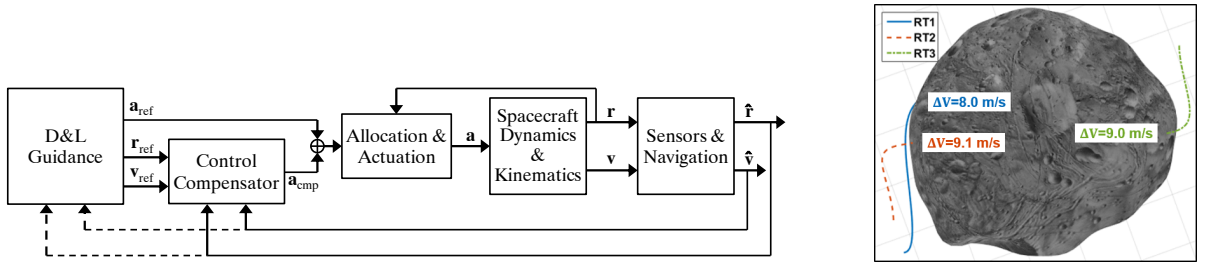 D&L
Guidance
a_ref
r_ref
v_ref
Control
Compensator
a_cmp
Allocation &
Actuation
a
Spacecraft
Dynamics
&
Kinematics
r
v
Sensors &
Navigation
r̂
v̂
RT1
RT2
RT3
ΔV=8.0 m/s
ΔV=9.1 m/s
ΔV=9.0 m/s